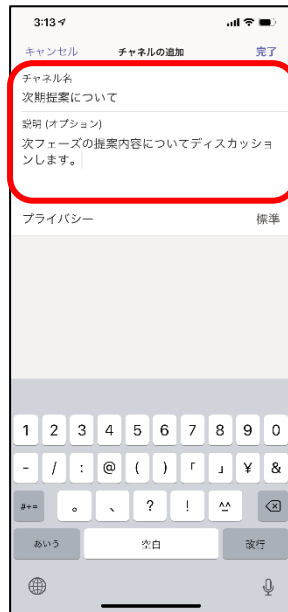 3:13
キャンセル チャネルの追加 完了
チャネル名
次期提案について
説明 (オプション)
次フェーズの提案内容についてディスカッショ
ンします。
プライバシー 標準
1 2 3 4 5 6 7 8 9 0
- / : @ ( ) 「 」 ¥ &
#+= 。 、 ? ! ^^
あいう 空白 改行